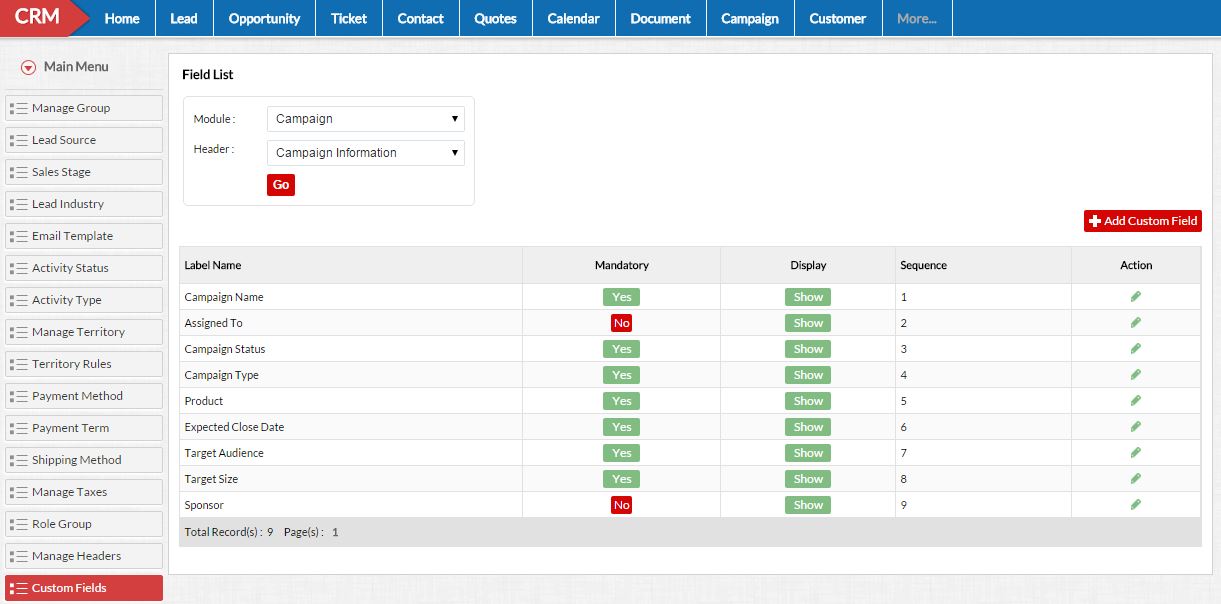 CRM Home Lead Opportunity Ticket Contact Quotes Calendar Document Campaign Customer More...
Main Menu
Manage Group
Lead Source
Sales Stage
Lead Industry
Email Template
Activity Status
Activity Type
Manage Territory
Territory Rules
Payment Method
Payment Term
Shipping Method
Manage Taxes
Role Group
Manage Headers
Custom Fields
Field List
Module : Campaign
Header : Campaign Information
Go
Add Custom Field
Label Name Mandatory Display Sequence Action
Campaign Name Yes Show 1
Assigned To No Show 2
Campaign Status Yes Show 3
Campaign Type Yes Show 4
Product Yes Show 5
Expected Close Date Yes Show 6
Target Audience Yes Show 7
Target Size Yes Show 8
Sponsor No Show 9
Total Record(s) : 9 Page(s) : 1